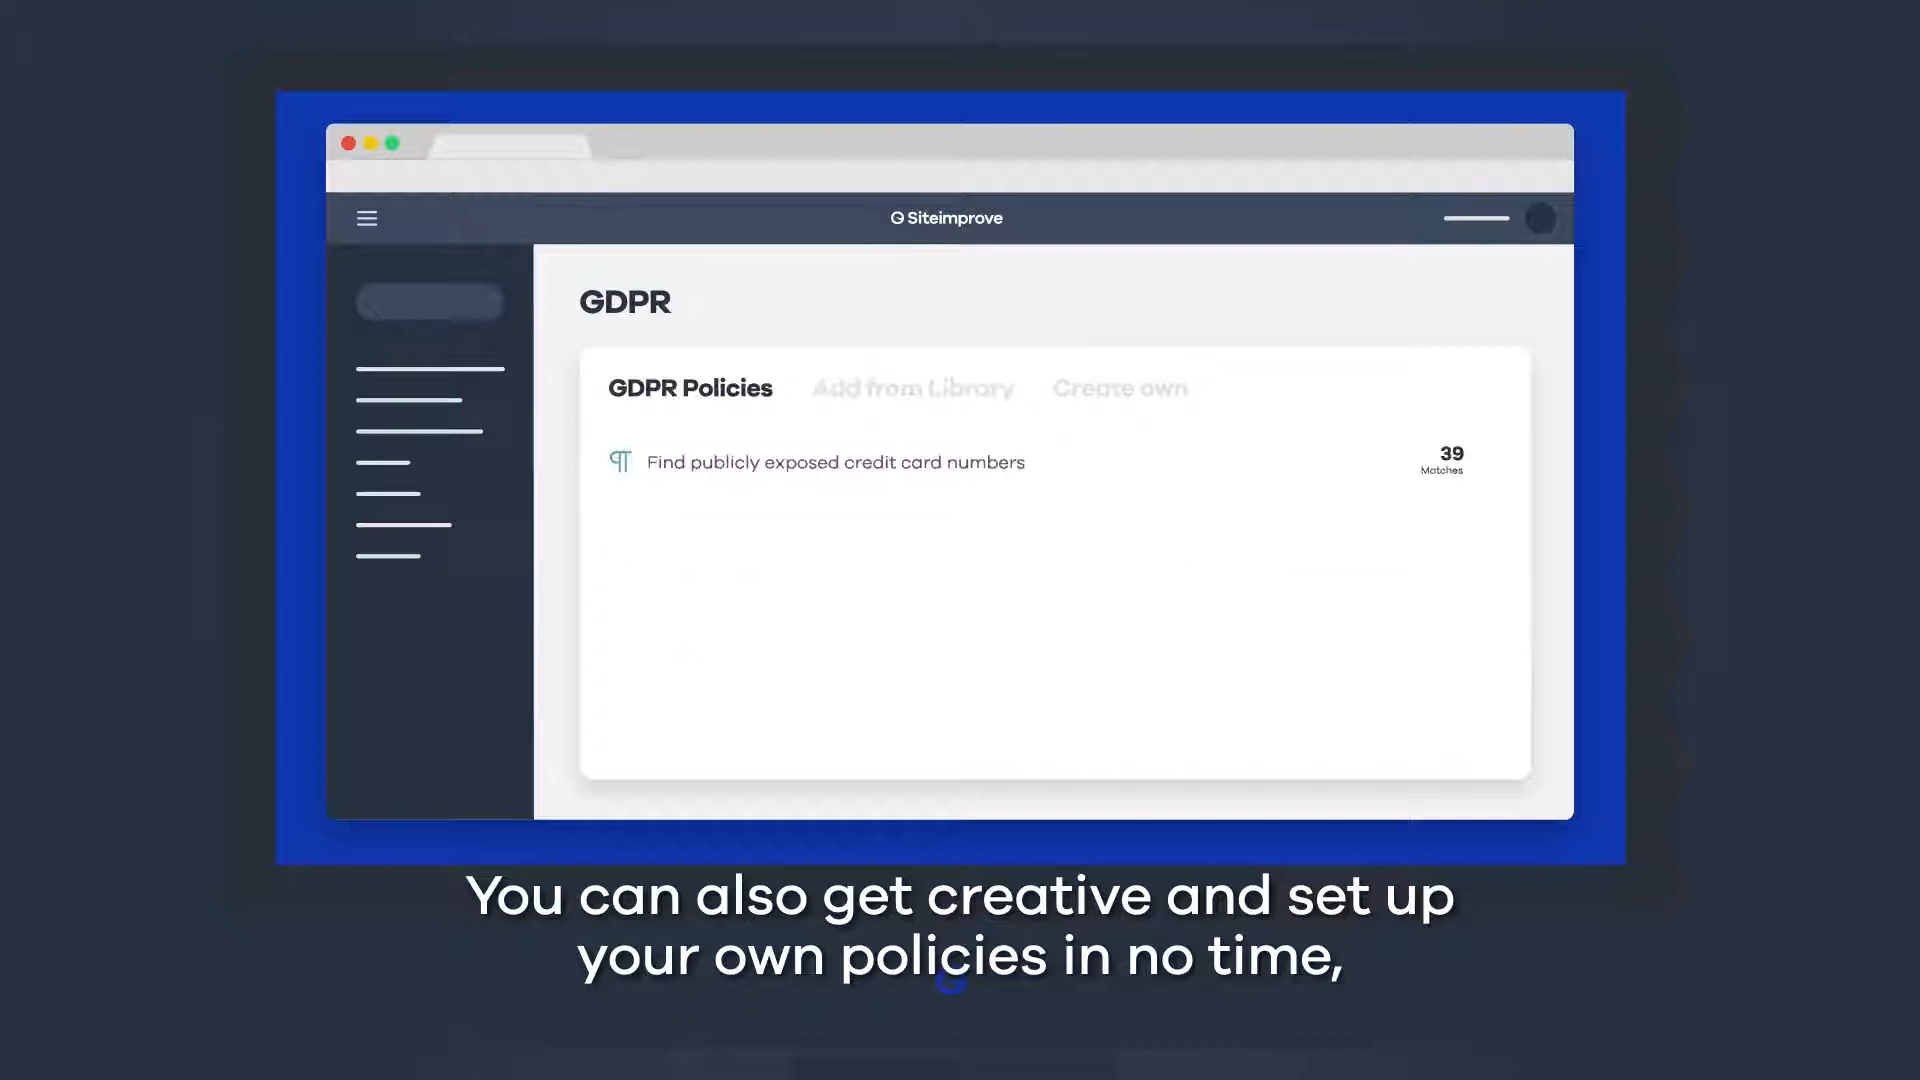 Siteimprove
GDPR
GDPR Policies Add from Library Create own
Find publicly exposed credit card numbers
39
Matches
You can also get creative and set up
your own policies in no time,